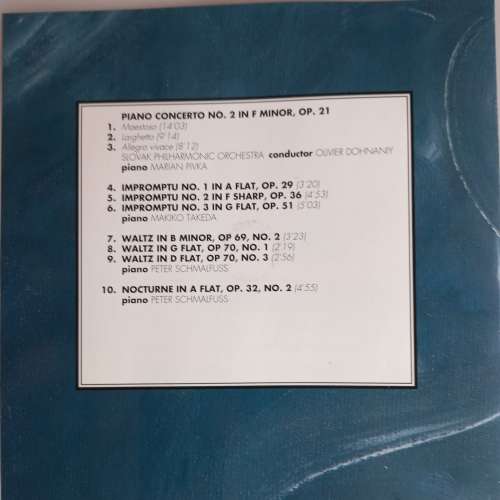 PIANO CONCERTO NO. 2 IN F MINOR, OP. 21
1. Maestoso (14'03)
2. Larghetto (9'14)
3. Allegro vivace (8'12)
SLOVAK PHILHARMONIC ORCHESTRA conductor OLIVIER DOHNANIY
piano MARIAN PIVKA
4. IMPROMPTU NO. 1 IN A FLAT, OP. 29 (3'20)
5. IMPROMPTU NO. 2 IN F SHARP, OP. 36 (4'53)
6. IMPROMPTU NO. 3 IN G FLAT, OP. 51 (5'03)
piano MAKIKO TAKEDA
7. WALTZ IN B MINOR, OP 69, NO. 2 (3'23)
8. WALTZ IN G FLAT, OP 70, NO. 1 (2'19)
9. WALTZ IN D FLAT, OP 70, NO. 3 (2'56)
piano PETER SCHMALFUSS
10. NOCTURNE IN A FLAT, OP. 32, NO. 2 (4'55)
piano PETER SCHMALFUSS